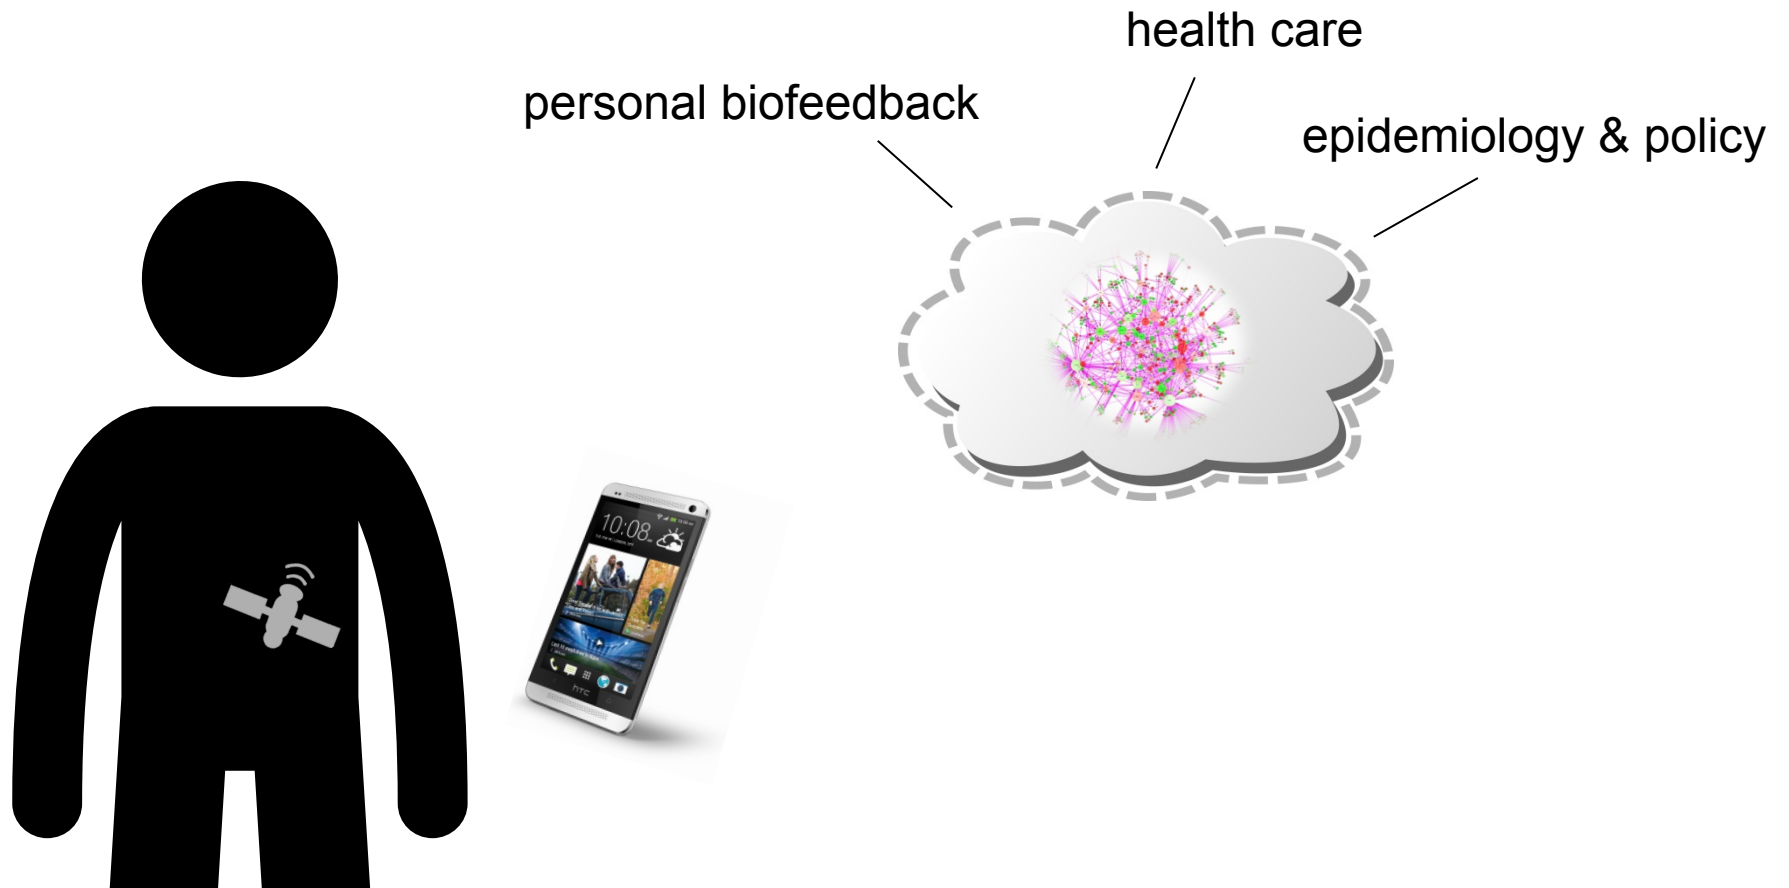 health care
personal biofeedback
epidemiology & policy
10:08
hTC